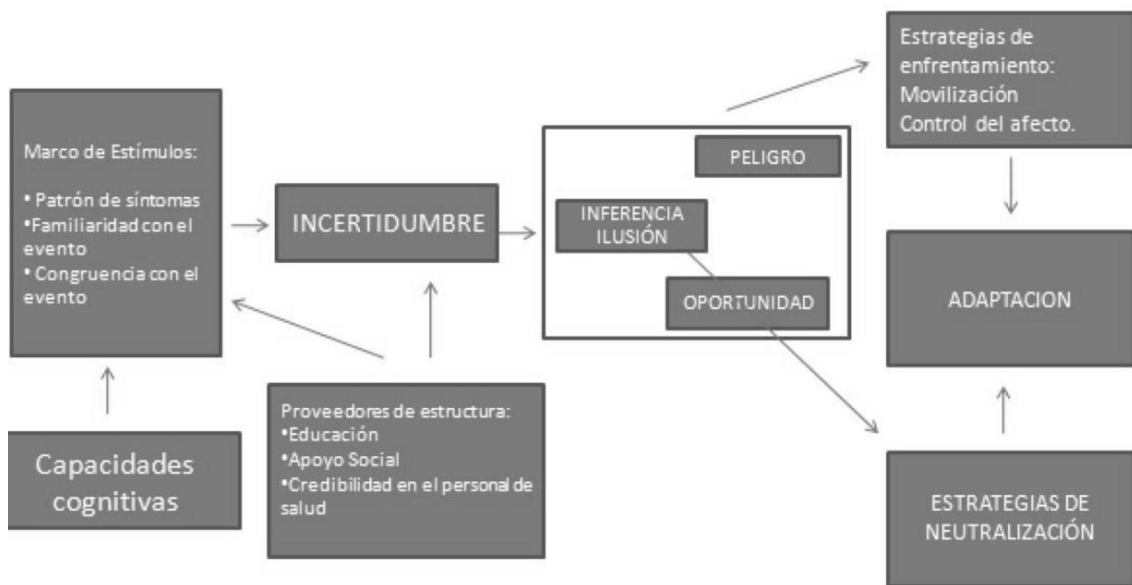 Marco de Estímulos:
• Patrón de síntomas
•Familiaridad con el
evento
• Congruencia con el
evento
Capacidades
cognitivas
INCERTIDUMBRE
Proveedores de estructura:
•Educación
•Apoyo Social
•Credibilidad en el personal de
salud
PELIGRO
INFERENCIA
ILUSIÓN
OPORTUNIDAD
Estrategias de
enfrentamiento:
Movilización
Control del afecto.
ADAPTACION
ESTRATEGIAS DE
NEUTRALIZACIÓN